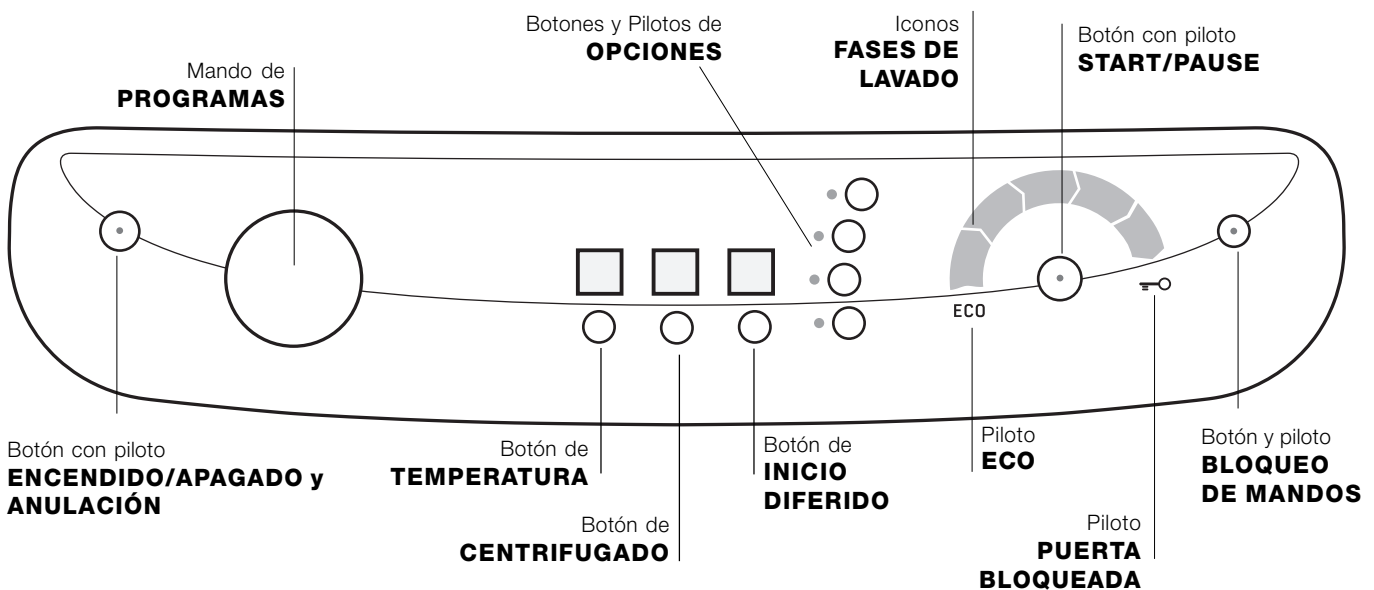 Botones y Pilotos de
OPCIONES
Iconos
FASES DE
LAVADO
Botón con piloto
START/PAUSE
Mando de
PROGRAMAS
ECO
Botón con piloto
ENCENDIDO/APAGADO y
ANULACIÓN
Botón de
TEMPERATURA
Botón de
CENTRIFUGADO
Botón de
INICIO
DIFERIDO
Piloto
ECO
Piloto
PUERTA
BLOQUEADA
Botón y piloto
BLOQUEO
DE MANDOS